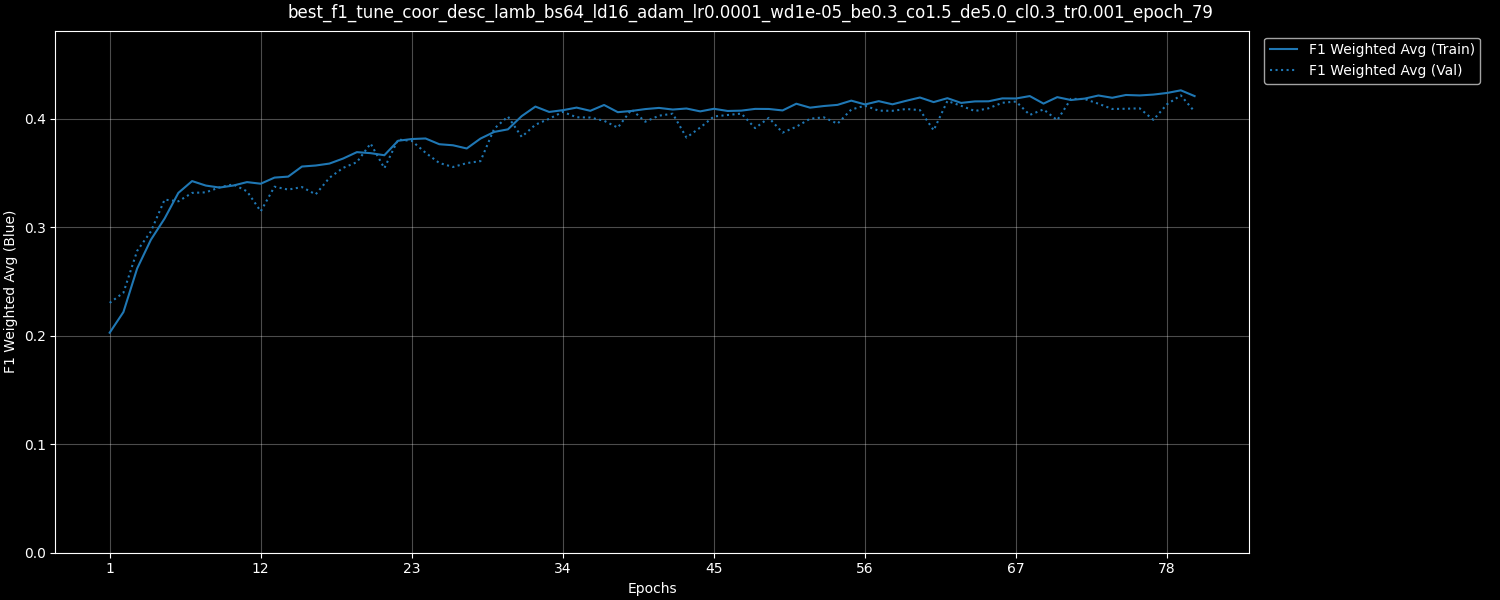 best_f1_tune_coor_desc_lamb_bs64_ld16_adam_lr0.0001_wd1e-05_be0.3_co1.5_de5.0_cl0.3_tr0.001_epoch_79
F1 Weighted Avg (Train)
F1 Weighted Avg (Val)
F1 Weighted Avg (Blue)
0.4
0.3
0.2
0.1
0.0
1 12 23 34 45 56 67 78
Epochs